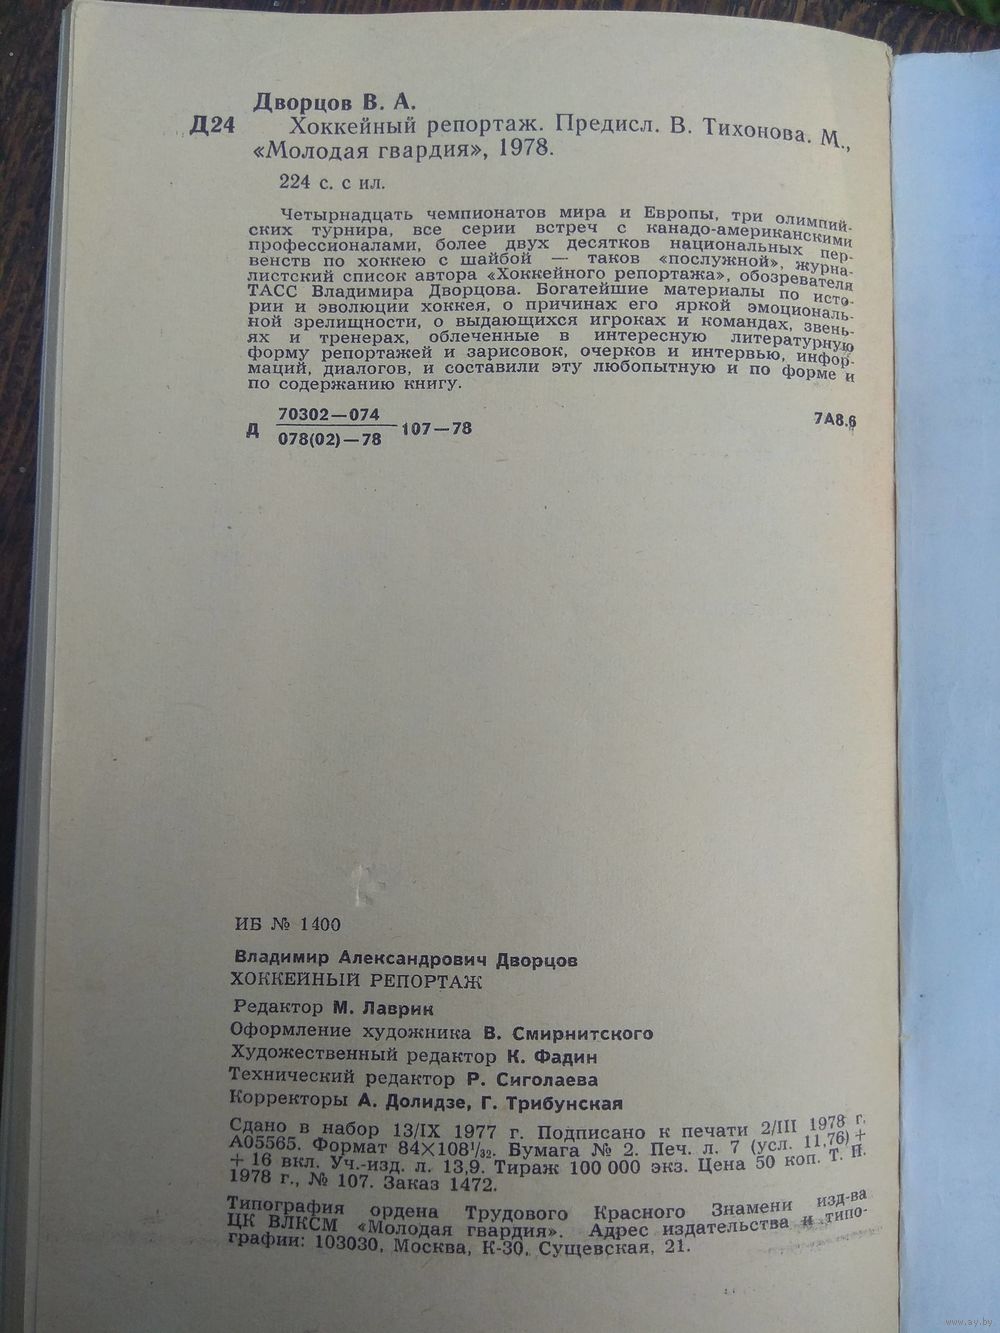 Дворцов В. А.
Д24 Хоккейный репортаж. Предисл. В. Тихонова. М.,
«Молодая гвардия», 1978.
224 с. с ил.
Четырнадцать чемпионатов мира и Европы, три олимпий-
ских турнира, все серии встреч с канадо-американскими
профессионалами, более двух десятков национальных пер-
венств по хоккею с шайбой — таков «послужной», журна-
листский список автора «Хоккейного репортажа», обозревателя
ТАСС Владимира Дворцова. Богатейшие материалы по исто-
рии и эволюции хоккея, о причинах его яркой эмоциональ-
ной зрелищности, о выдающихся игроках и командах, звень-
ях и тренерах, облеченные в интересную литературную
форму репортажей и зарисовок, очерков и интервью, инфор-
маций, диалогов, и составили эту любопытную и по форме и
по содержанию книгу.
Д 70302—074
078(02)—78 107—78
7А8.6
ИБ № 1400
Владимир Александрович Дворцов
ХОККЕЙНЫЙ РЕПОРТАЖ
Редактор М. Лаврик
Оформление художника В. Смирнитского
Художественный редактор К. Фадин
Технический редактор Р. Сиголаева
Корректоры А. Долидзе, Г. Трибунская
Сдано в набор 13/IX 1977 г. Подписано к печати 2/III 1978 г.
А05565. Формат 84×108¹/₃₂. Бумага № 2. Печ. л. 7 (усл. 11,76) +
+ 16 вкл. Уч.-изд. л. 13,9. Тираж 100 000 экз. Цена 50 коп. Т. П.
1978 г., № 107. Заказ 1472.
Типография ордена Трудового Красного Знамени изд-ва
ЦК ВЛКСМ «Молодая гвардия». Адрес издательства и типо-
графии: 103030, Москва, К-30, Сущевская, 21.
www.ay.by